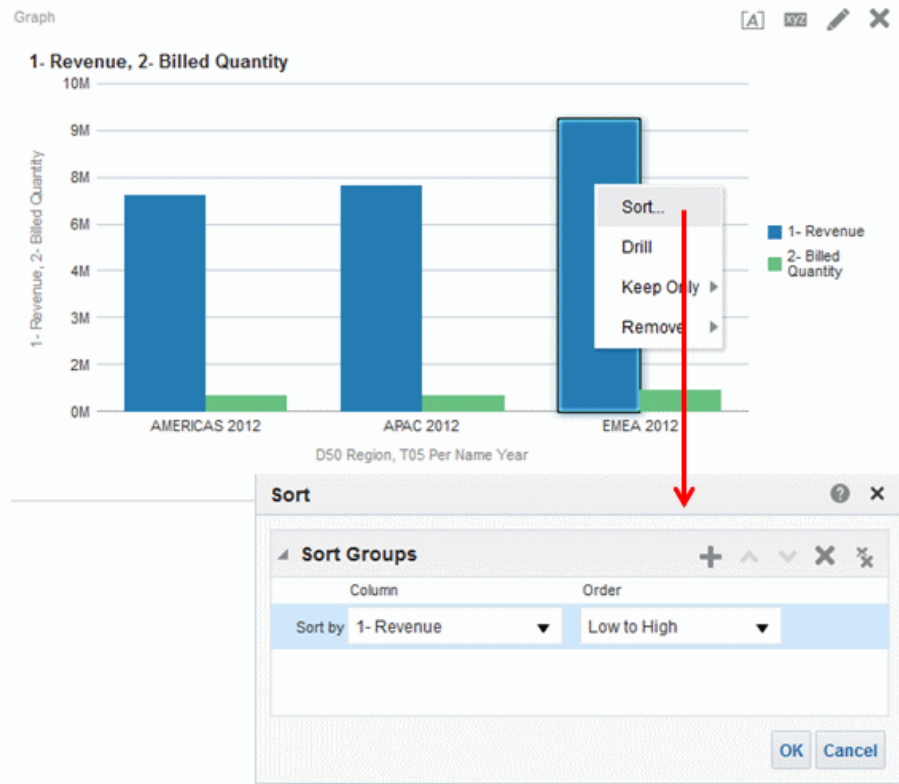 Graph
[A] xyz
1- Revenue, 2- Billed Quantity
10M
9M
8M
6M
4M
3M
2M
0M
1- Revenue, 2- Billed Quantity
AMERICAS 2012
APAC 2012
EMEA 2012
D50 Region, T05 Per Name Year
1- Revenue
2- Billed
Quantity
Sort...
Drill
Keep Only
Remove
Sort
?
Sort Groups
Column Order
Sort by 1- Revenue Low to High
OK Cancel